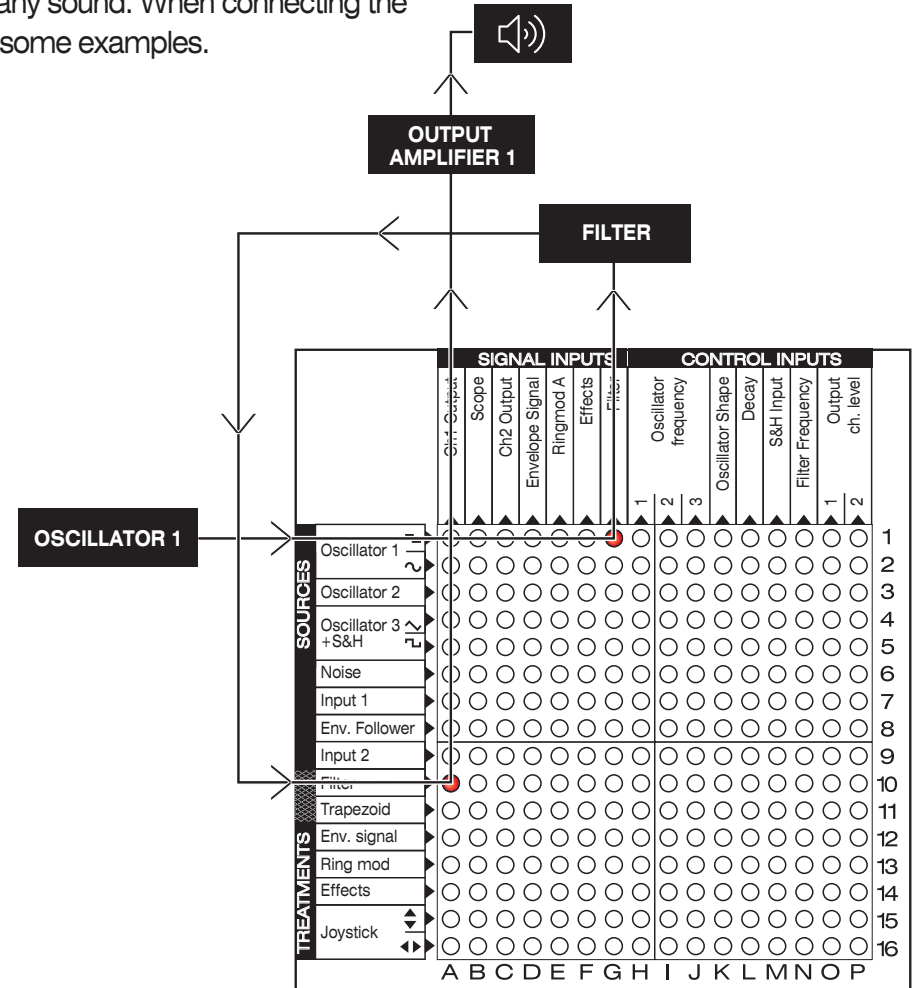 any sound. When connecting the
some examples.
OUTPUT
AMPLIFIER 1
FILTER
OSCILLATOR 1
SIGNAL INPUTS
CONTROL INPUTS
Ch1 Output
Scope
Ch2 Output
Envelope Signal
Ringmod A
Effects
Filter
Oscillator
frequency
1
2
3
Oscillator Shape
Decay
S&H Input
Filter Frequency
Output
ch. level
1
2
SOURCES
Oscillator 1
Oscillator 2
Oscillator 3
+S&H
Noise
Input 1
Env. Follower
Input 2
Filter
Trapezoid
TREATMENTS
Env. signal
Ring mod
Effects
Joystick
1
2
3
4
5
6
7
8
9
10
11
12
13
14
15
16
A B C D E F G H I J K L M N O P